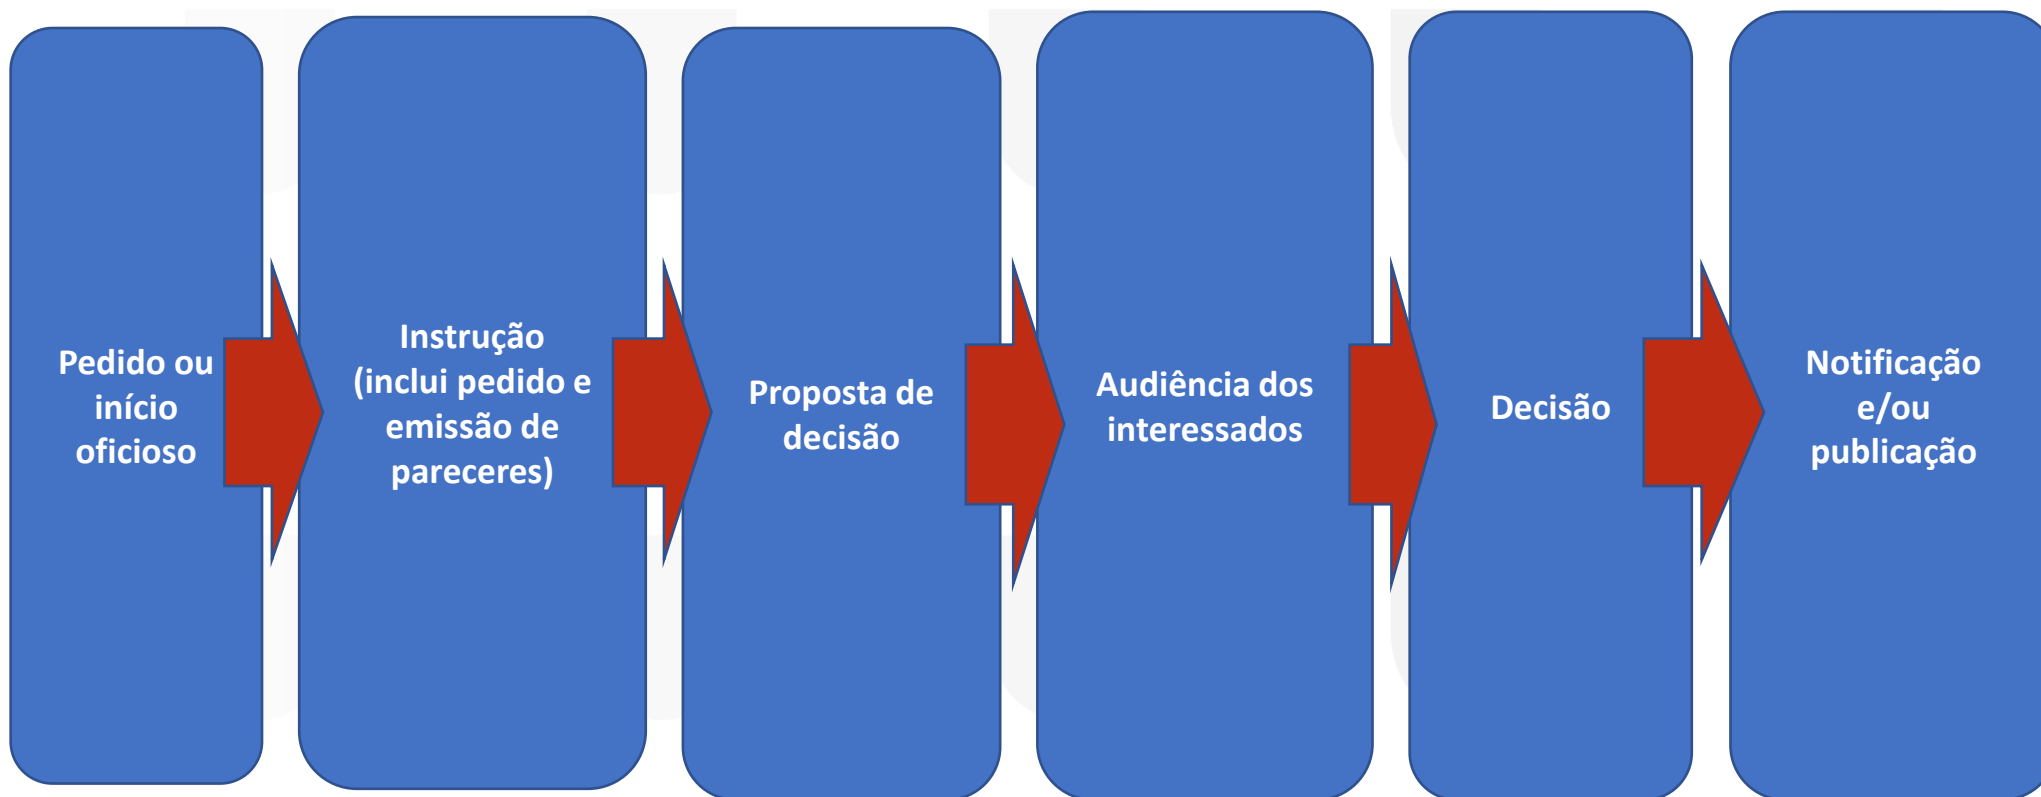 Pedido ou
início
oficioso
Instrução
(inclui pedido e
emissão de
pareceres)
Proposta de
decisão
Audiência dos
interessados
Decisão
Notificação
e/ou
publicação